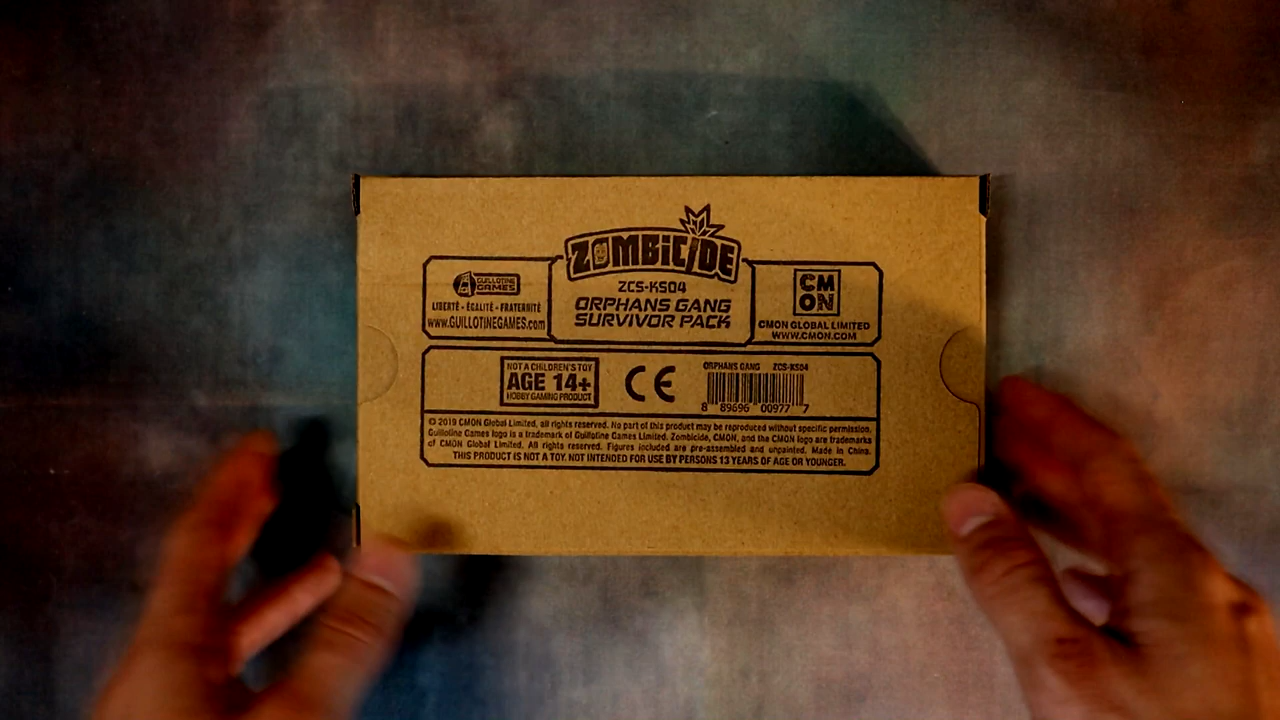 ZOMBICIDE
GUILLOTINE
GAMES
LIBERTÉ - ÉGALITÉ - FRATERNITÉ
WWW.GUILLOTINEGAMES.COM
ZCS-KS04
ORPHANS GANG
SURVIVOR PACK
CM
ON
CMON GLOBAL LIMITED
WWW.CMON.COM
NOT A CHILDREN'S TOY
AGE 14+
HOBBY GAMING PRODUCT
CE
ORPHANS GANG ZCS-KS04
8 89696 00977 7
© 2019 CMON Global Limited, all rights reserved. No part of this product may be reproduced without specific permission.
Guillotine Games logo is a trademark of Guillotine Games Limited. Zombicide, CMON, and the CMON logo are trademarks
of CMON Global Limited. All rights reserved. Figures included are pre-assembled and unpainted. Made in China.
THIS PRODUCT IS NOT A TOY. NOT INTENDED FOR USE BY PERSONS 13 YEARS OF AGE OR YOUNGER.